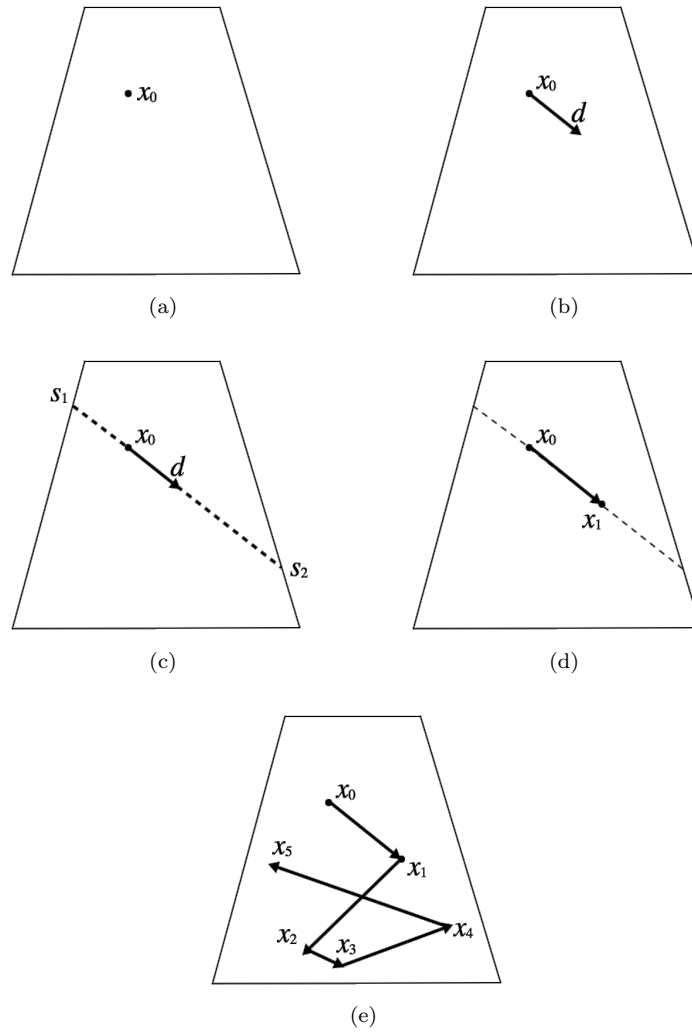 x₀
(a)
x₀
d
(b)
s₁
x₀
d
s₂
(c)
x₀
x₁
(d)
x₀
x₅
x₁
x₂
x₃
x₄
(e)